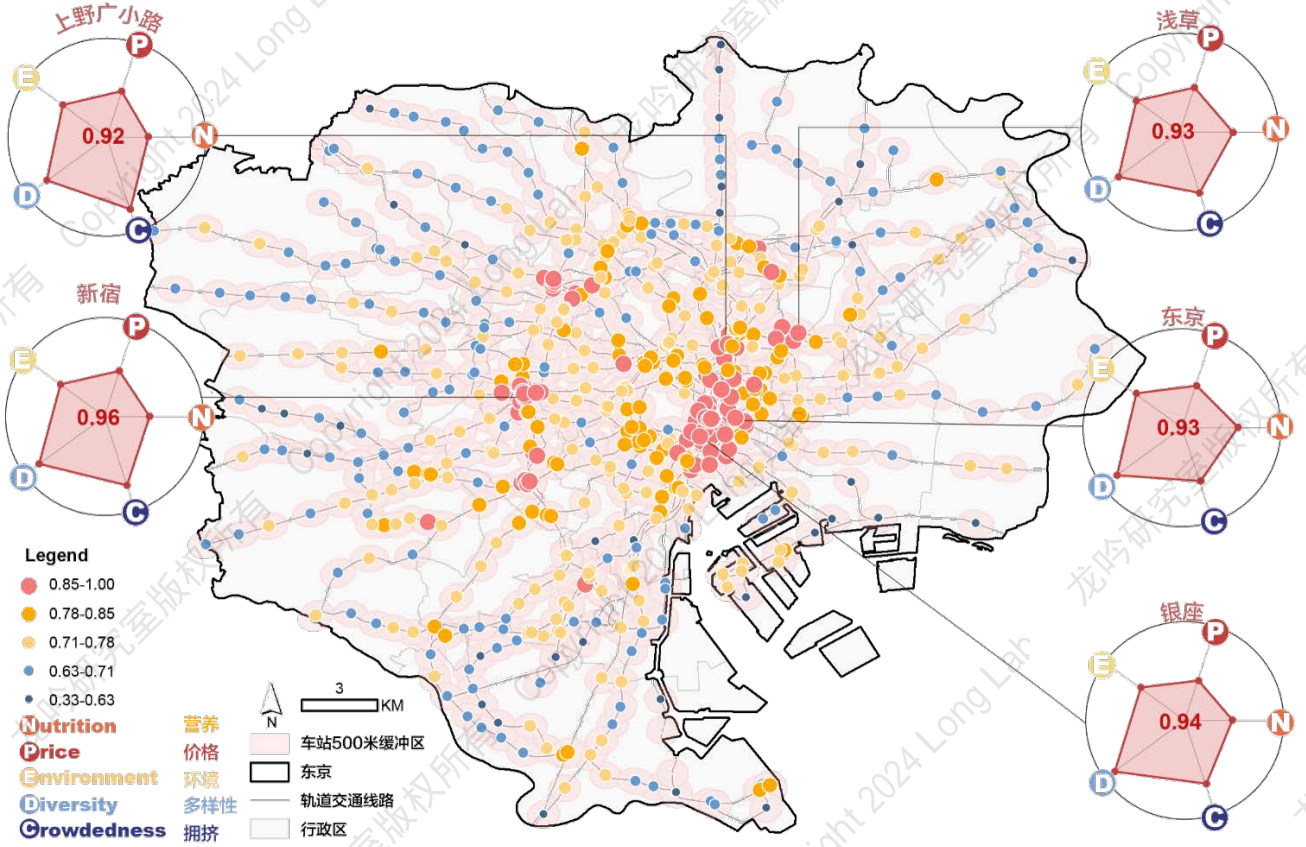 上野广小路
P
E
0.92
N
D
C
浅草
P
E
0.93
N
D
C
新宿
P
E
0.96
N
D
C
东京
P
E
0.93
N
D
C
银座
P
E
0.94
N
D
C
Legend
0.85-1.00
0.78-0.85
0.71-0.78
0.63-0.71
0.33-0.63
Nutrition 营养
Price 价格
Environment 环境
Diversity 多样性
Crowdedness 拥挤
N
3
KM
车站500米缓冲区
东京
轨道交通线路
行政区
Copyright 2024 Long Lab
龙吟研究室版权所有